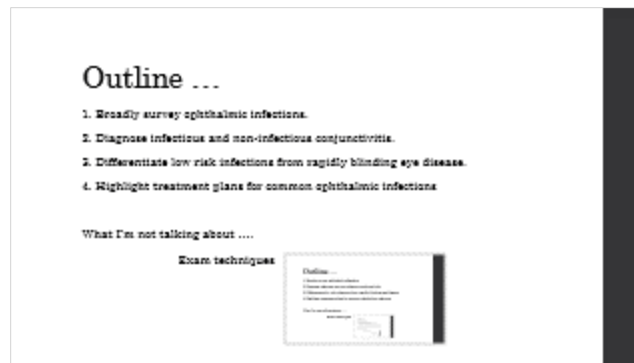 Outline ...
1. Broadly survey ophthalmic infections.
2. Diagnose infectious and non-infectious conjunctivitis.
3. Differentiate low risk infections from rapidly blinding eye disease.
4. Highlight treatment plans for common ophthalmic infections
What I'm not talking about ....
Exam techniques
Outline ...